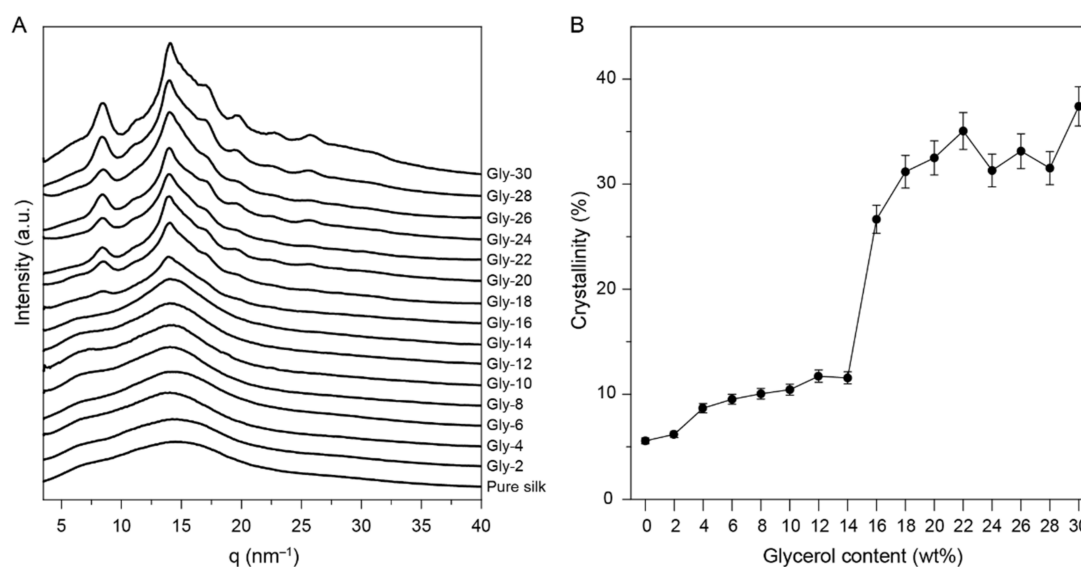 A
Intensity (a.u.)
Gly-30
Gly-28
Gly-26
Gly-24
Gly-22
Gly-20
Gly-18
Gly-16
Gly-14
Gly-12
Gly-10
Gly-8
Gly-6
Gly-4
Gly-2
Pure silk
5 10 15 20 25 30 35 40
q (nm⁻¹)
B
Crystallinity (%)
40
30
20
10
0
0 2 4 6 8 10 12 14 16 18 20 22 24 26 28 30
Glycerol content (wt%)